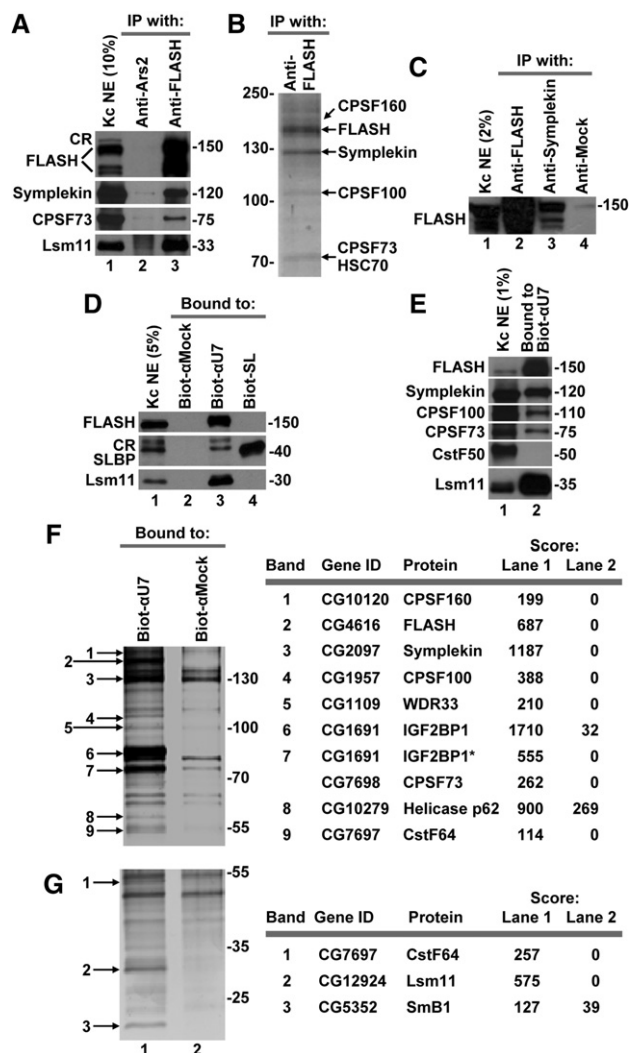 A
IP with:
Kc NE (10%)
Anti-Ars2
Anti-FLASH
CR
FLASH
-150
Symplekin
-120
CPSF73
-75
Lsm11
-33
1 2 3
B
IP with:
Anti-
FLASH
250-
CPSF160
FLASH
130-
Symplekin
100-
CPSF100
CPSF73
70-
HSC70
C
IP with:
Kc NE (2%)
Anti-FLASH
Anti-Symplekin
Anti-Mock
-150
FLASH
1 2 3 4
D
Bound to:
Kc NE (5%)
Biot-αMock
Biot-αU7
Biot-SL
FLASH
-150
CR
SLBP
-40
Lsm11
-30
1 2 3 4
E
Kc NE (1%)
Bound to
Biot-αU7
FLASH
-150
Symplekin
-120
CPSF100
-110
CPSF73
-75
CstF50
-50
Lsm11
-35
1 2
F
Bound to:
Biot-αU7
Biot-αMock
1
2
3
4
5
6
7
8
9
-130
-100
-70
-55
Score:
Band Gene ID Protein Lane 1 Lane 2
1 CG10120 CPSF160 199 0
2 CG4616 FLASH 687 0
3 CG2097 Symplekin 1187 0
4 CG1957 CPSF100 388 0
5 CG1109 WDR33 210 0
6 CG1691 IGF2BP1 1710 32
7 CG1691 IGF2BP1* 555 0
CG7698 CPSF73 262 0
8 CG10279 Helicase p62 900 269
9 CG7697 CstF64 114 0
G
1
2
3
-55
-35
-25
1 2
Score:
Band Gene ID Protein Lane 1 Lane 2
1 CG7697 CstF64 257 0
2 CG12924 Lsm11 575 0
3 CG5352 SmB1 127 39